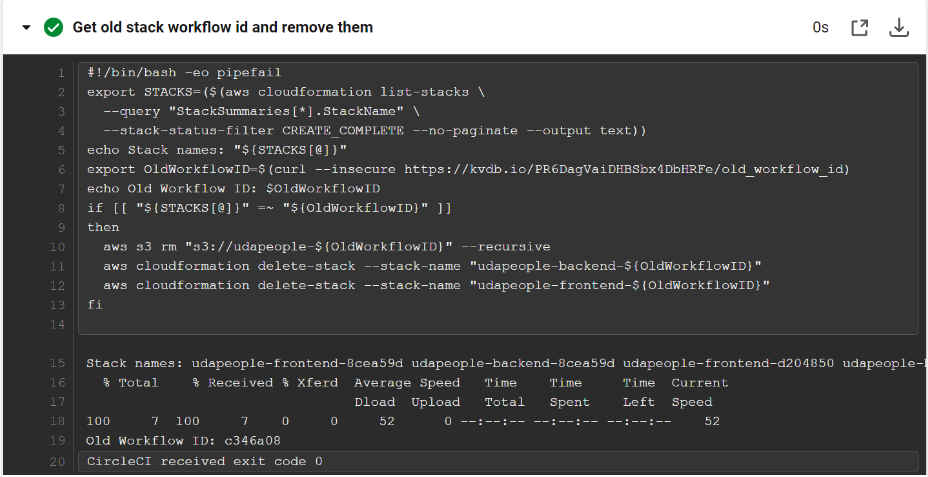 Get old stack workflow id and remove them 0s
1 #!/bin/bash -eo pipefail
2 export STACKS=($(aws cloudformation list-stacks \
3 --query "StackSummaries[*].StackName" \
4 --stack-status-filter CREATE_COMPLETE --no-paginate --output text))
5 echo Stack names: "${STACKS[@]}"
6 export OldWorkflowID=$(curl --insecure https://kvdb.io/PR6DagVaiDHBSbx4DbHRFe/old_workflow_id)
7 echo Old Workflow ID: $OldWorkflowID
8 if [[ "${STACKS[@]}" =~ "${OldWorkflowID}" ]]
9 then
10 aws s3 rm "s3://udapeople-${OldWorkflowID}" --recursive
11 aws cloudformation delete-stack --stack-name "udapeople-backend-${OldWorkflowID}"
12 aws cloudformation delete-stack --stack-name "udapeople-frontend-${OldWorkflowID}"
13 fi
14
15 Stack names: udapeople-frontend-8cea59d udapeople-backend-8cea59d udapeople-frontend-d204850 udapeople-
16 % Total % Received % Xferd Average Speed Time Time Time Current
17 Dload Upload Total Spent Left Speed
18 100 7 100 7 0 0 52 0 --:--:-- --:--:-- --:--:-- 52
19 Old Workflow ID: c346a08
20 CircleCI received exit code 0